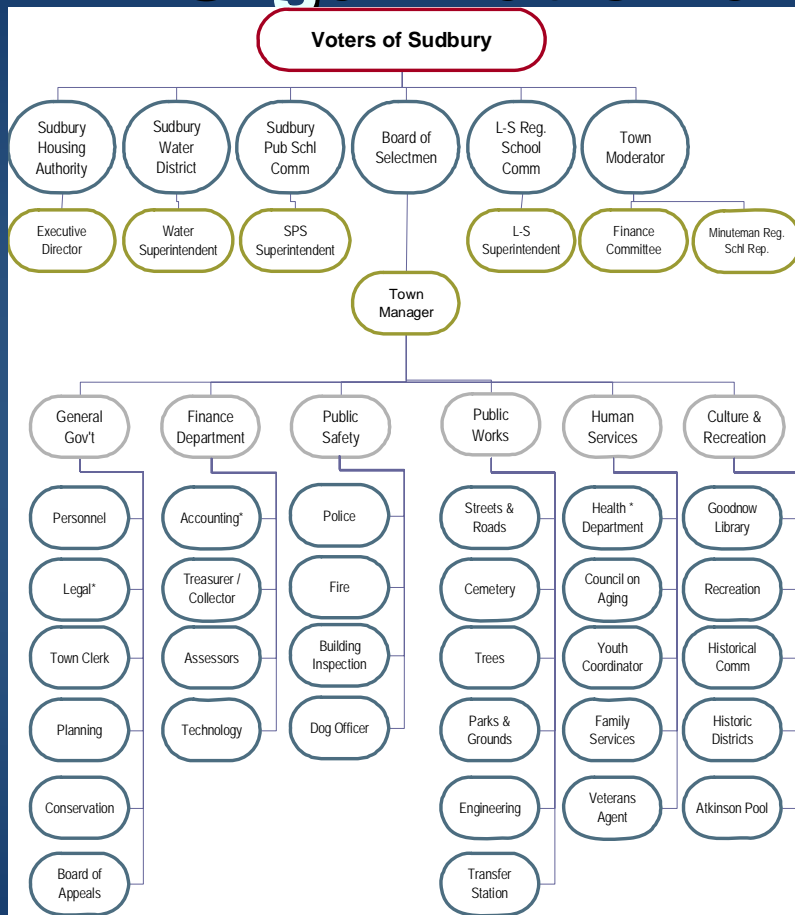 Voters of Sudbury
Sudbury
Housing
Authority
Sudbury
Water
District
Sudbury
Pub Schl
Comm
Board of
Selectmen
L-S Reg.
School
Comm
Town
Moderator
Executive
Director
Water
Superintendent
SPS
Superintendent
L-S
Superintendent
Finance
Committee
Minuteman Reg.
Schl Rep.
Town
Manager
General
Gov't
Finance
Department
Public
Safety
Public
Works
Human
Services
Culture &
Recreation
Personnel
Legal*
Town Clerk
Planning
Conservation
Board of
Appeals
Accounting*
Treasurer /
Collector
Assessors
Technology
Police
Fire
Building
Inspection
Dog Officer
Streets &
Roads
Cemetery
Trees
Parks &
Grounds
Engineering
Transfer
Station
Health *
Department
Council on
Aging
Youth
Coordinator
Family
Services
Veterans
Agent
Goodnow
Library
Recreation
Historical
Comm
Historic
Districts
Atkinson Pool